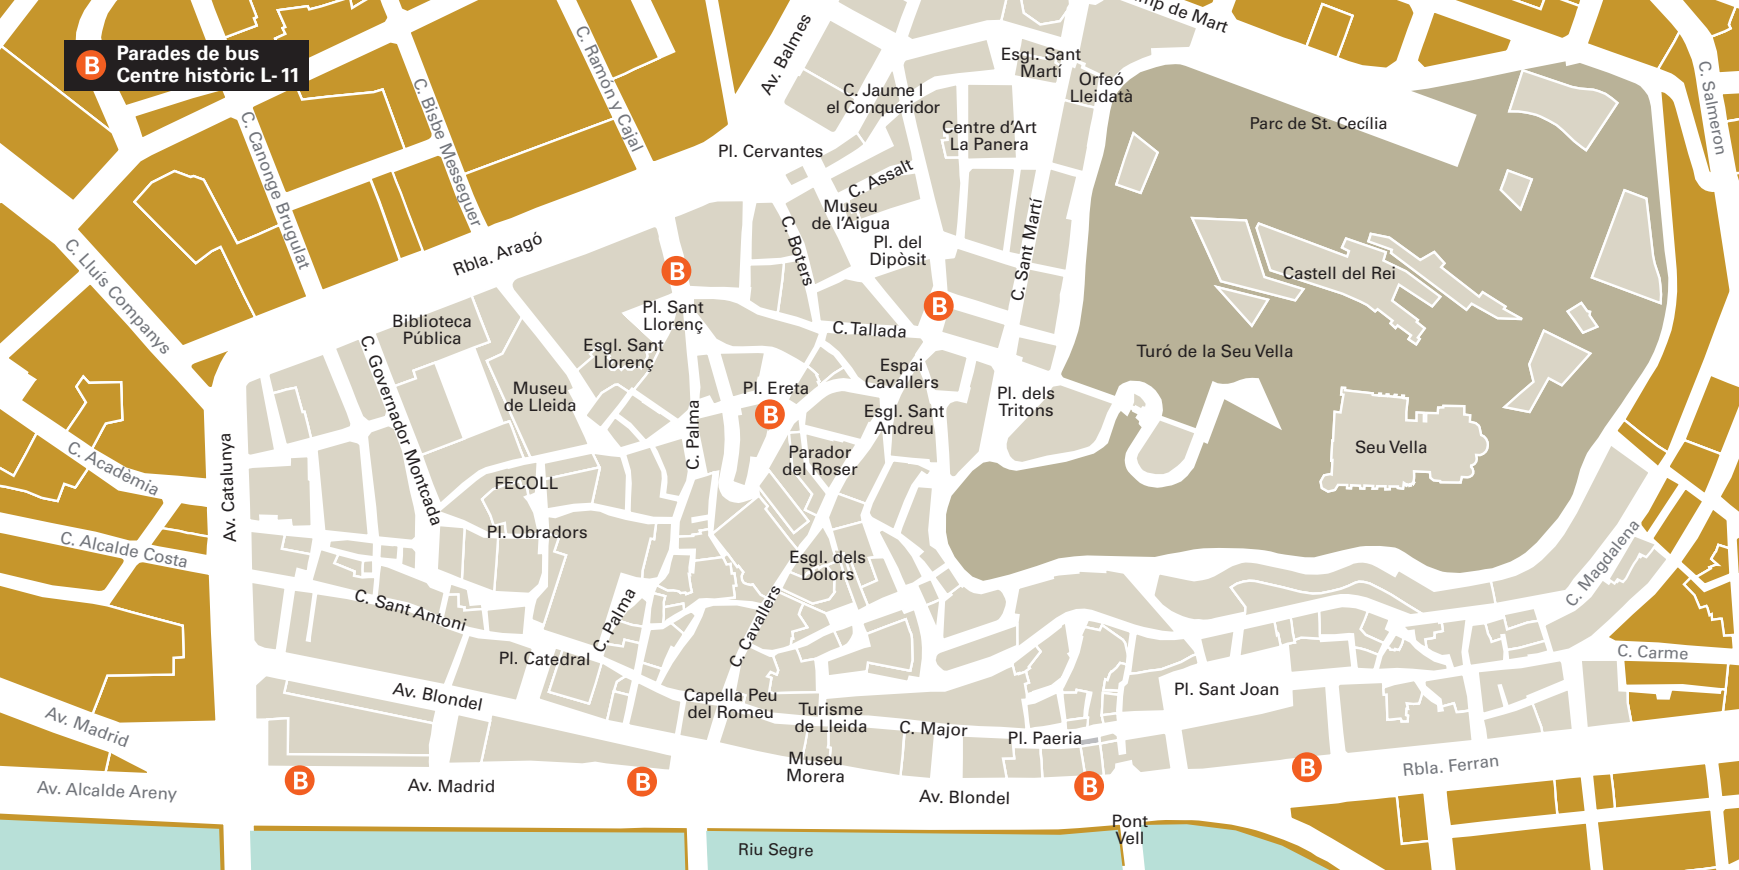 B Parades de bus
Centre històric L-11
mp de Mart
Av. Balmes
C. Ramón y Cajal
C. Bisbe Messeguer
C. Canonge Brugulat
C. Lluís Companys
Rbla. Aragó
Pl. Cervantes
C. Jaume I
el Conqueridor
Esgl. Sant
Martí
Orfeó
Lleidatà
Centre d'Art
La Panera
Parc de St. Cecília
C. Salmeron
C. Assalt
Museu
de l'Aigua
C. Boters
Pl. del
Dipòsit
C. Sant Martí
Castell del Rei
B
B
Pl. Sant
Llorenç
Biblioteca
Pública
C. Governador Montcada
Esgl. Sant
Llorenç
C. Tallada
Turó de la Seu Vella
Museu
de Lleida
Pl. Ereta
B
Espai
Cavallers
Esgl. Sant
Andreu
Pl. dels
Tritons
Seu Vella
C. Palma
Parador
del Roser
C. Acadèmia
Av. Catalunya
FECOLL
Pl. Obradors
C. Alcalde Costa
Esgl. dels
Dolors
C. Magdalena
C. Sant Antoni
C. Palma
C. Cavallers
C. Carme
Pl. Catedral
Av. Blondel
Capella Peu
del Romeu
Turisme
de Lleida
C. Major
Pl. Paeria
Pl. Sant Joan
Av. Madrid
Museu
Morera
Rbla. Ferran
B
B
B
B
Av. Alcalde Areny
Av. Madrid
Av. Blondel
Pont
Vell
Riu Segre